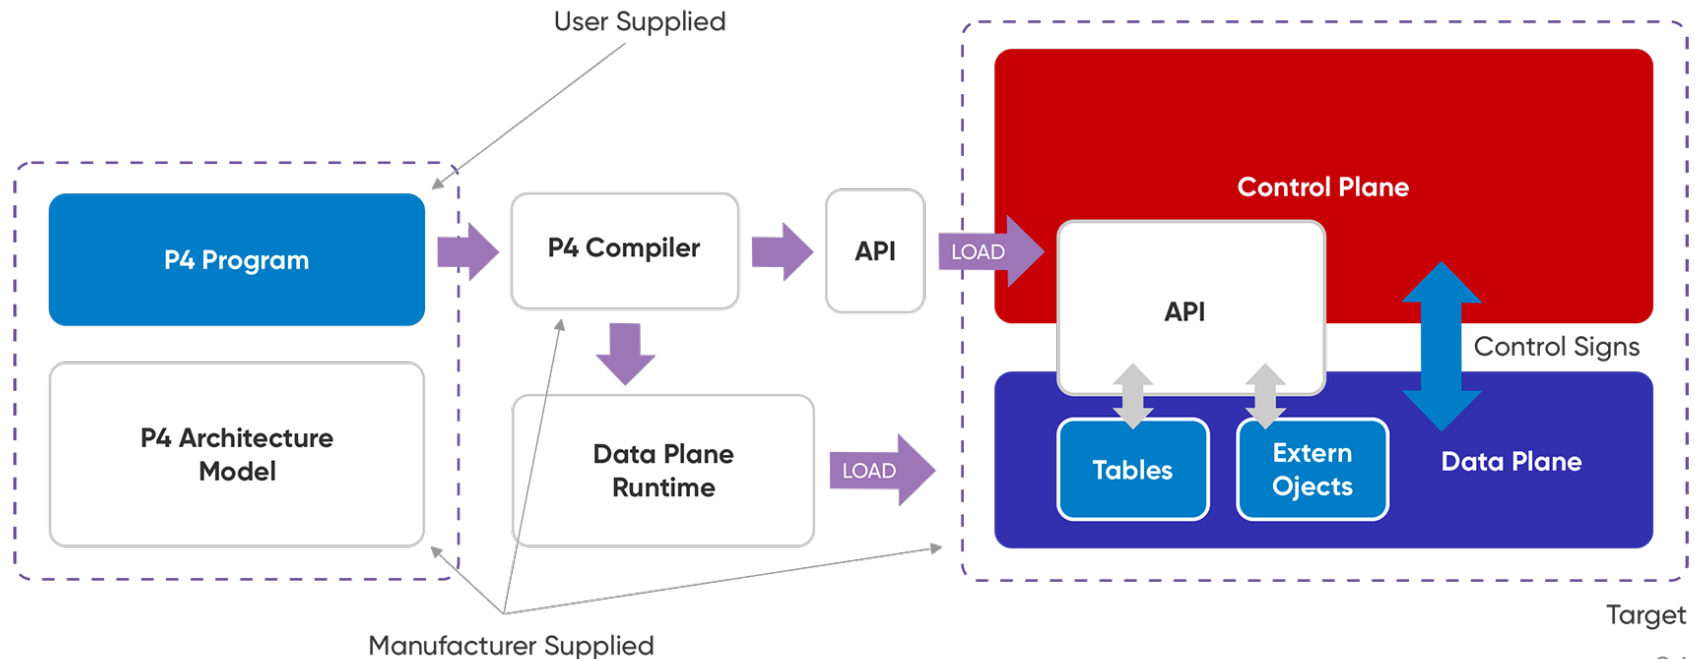 User Supplied
Control Plane
P4 Program
P4 Compiler
API
LOAD
API
Control Signs
P4 Architecture
Model
Data Plane
Runtime
LOAD
Tables
Extern
Ojects
Data Plane
Target
Manufacturer Supplied